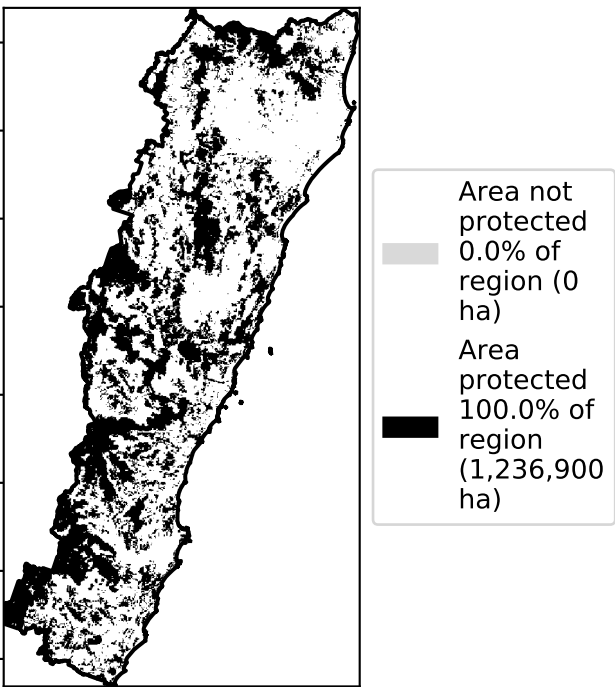 Area not
protected
0.0% of
region (0
ha)
Area
protected
100.0% of
region
(1,236,900
ha)